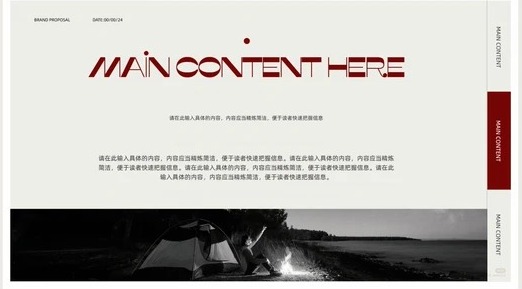 BRAND PROPOSAL
DATE:00/00/24
MAIN CONTENT HERE
请在此输入具体的内容，内容应当精炼简洁，便于读者快速把握信息
请在此输入具体的内容，内容应当精炼简洁，便于读者快速把握信息。请在此输入具体的内容，内容应当精炼
简洁，便于读者快速把握信息。请在此输入具体的内容，内容应当精炼简洁，便于读者快速把握信息。请在此
输入具体的内容，内容应当精炼简洁，便于读者快速把握信息。
MAIN CONTENT
MAIN CONTENT
MAIN CONTENT